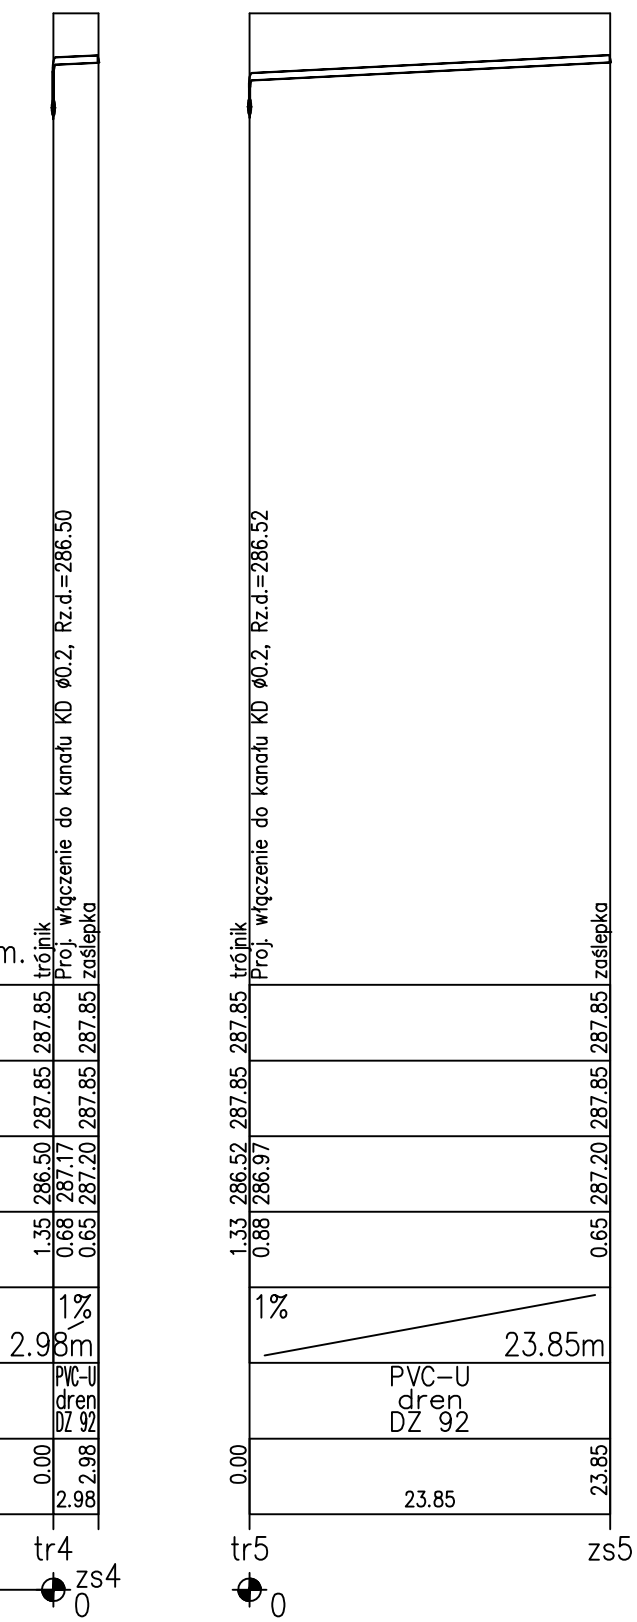 Proj. włączenie do kanału KD ø0.2, Rz.d.=286.50
Proj. włączenie do kanału KD ø0.2, Rz.d.=286.52
m.
trójnik
zaślepka
trójnik
zaślepka
287.85 287.85 287.85 287.85
287.85 287.85 287.85 287.85
286.50 287.17 287.20 286.52 286.97 287.20
1.35 0.68 0.65 1.33 0.88 0.65
1% 1%
2.98m 23.85m
PVC-U PVC-U
dren dren
DZ 92 DZ 92
0.00 2.98 0.00 23.85
2.98 23.85
tr4 tr5 zs5
zs4
0 0